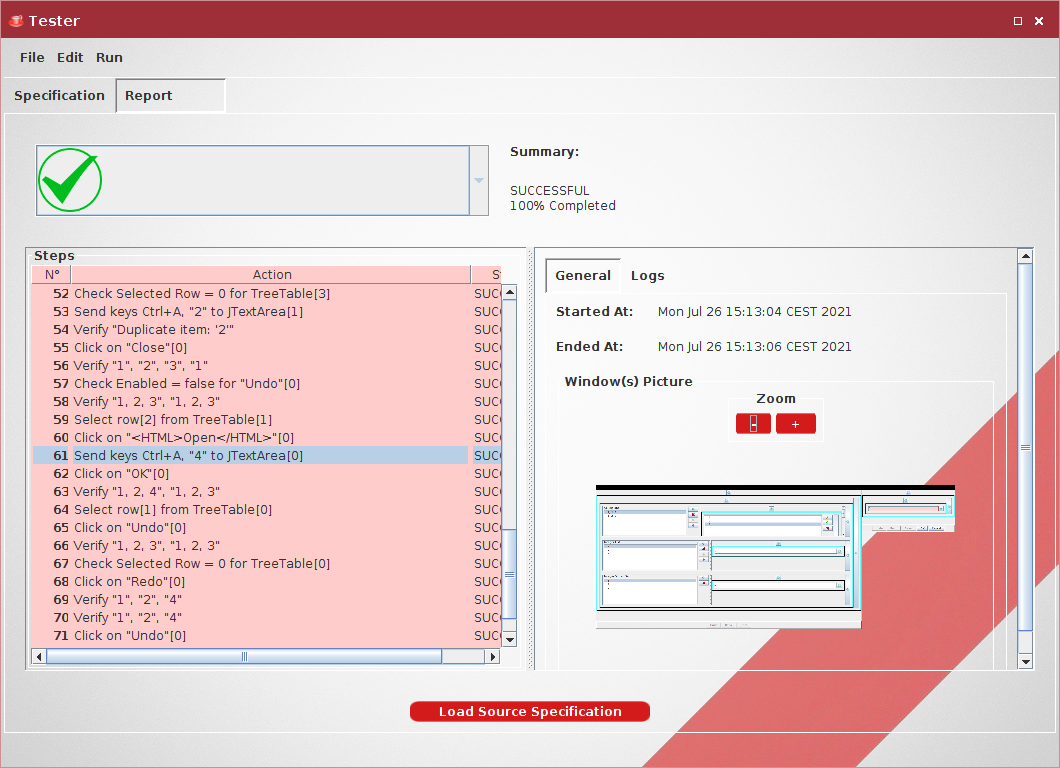 Tester
File Edit Run
Specification Report
Summary:
SUCCESSFUL
100% Completed
Steps
N° Action S
52 Check Selected Row = 0 for TreeTable[3] SUC
53 Send keys Ctrl+A, "2" to JTextArea[1] SUC
54 Verify "Duplicate item: '2'" SUC
55 Click on "Close"[0] SUC
56 Verify "1", "2", "3", "1" SUC
57 Check Enabled = false for "Undo"[0] SUC
58 Verify "1, 2, 3", "1, 2, 3" SUC
59 Select row[2] from TreeTable[1] SUC
60 Click on "<HTML>Open</HTML>"[0] SUC
61 Send keys Ctrl+A, "4" to JTextArea[0] SUC
62 Click on "OK"[0] SUC
63 Verify "1, 2, 4", "1, 2, 3" SUC
64 Select row[1] from TreeTable[0] SUC
65 Click on "Undo"[0] SUC
66 Verify "1, 2, 3", "1, 2, 3" SUC
67 Check Selected Row = 0 for TreeTable[0] SUC
68 Click on "Redo"[0] SUC
69 Verify "1", "2", "4" SUC
70 Verify "1", "2", "4" SUC
71 Click on "Undo"[0] SUC
General Logs
Started At: Mon Jul 26 15:13:04 CEST 2021
Ended At: Mon Jul 26 15:13:06 CEST 2021
Window(s) Picture
Zoom
- +
Load Source Specification